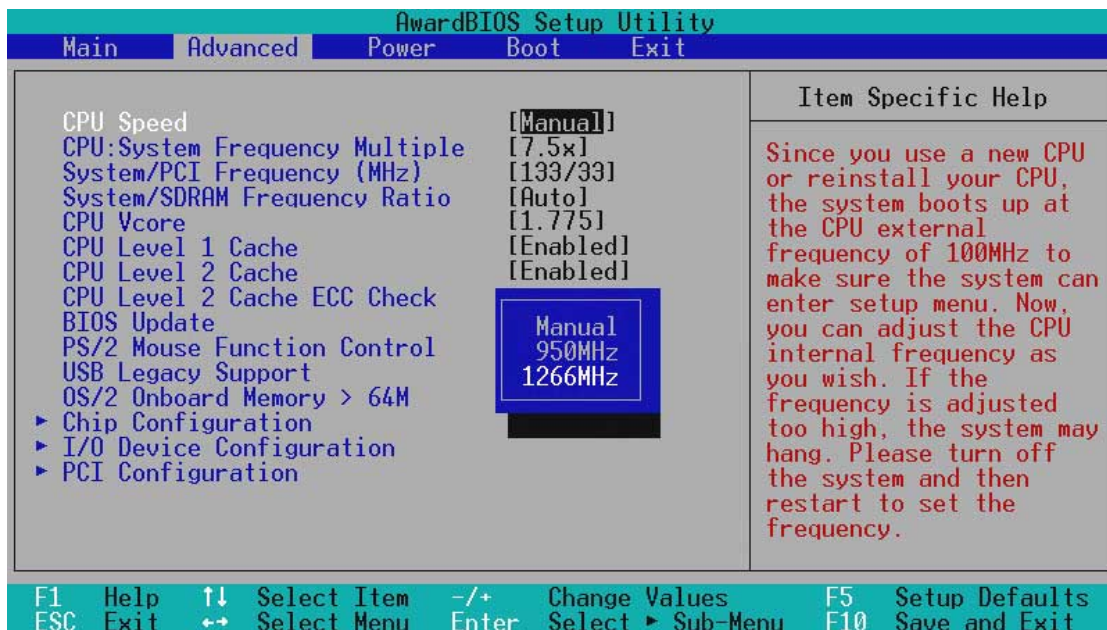 AwardBIOS Setup Utility
Main Advanced Power Boot Exit
CPU Speed [Manual]
CPU:System Frequency Multiple [7.5x]
System/PCI Frequency (MHz) [133/33]
System/SDRAM Frequency Ratio [Auto]
CPU Vcore [1.775]
CPU Level 1 Cache [Enabled]
CPU Level 2 Cache [Enabled]
CPU Level 2 Cache ECC Check
BIOS Update
PS/2 Mouse Function Control
USB Legacy Support
OS/2 Onboard Memory > 64M
► Chip Configuration
► I/O Device Configuration
► PCI Configuration
Manual
950MHz
1266MHz
Item Specific Help
Since you use a new CPU
or reinstall your CPU,
the system boots up at
the CPU external
frequency of 100MHz to
make sure the system can
enter setup menu. Now,
you can adjust the CPU
internal frequency as
you wish. If the
frequency is adjusted
too high, the system may
hang. Please turn off
the system and then
restart to set the
frequency.
F1 Help ↑↓ Select Item -/+ Change Values F5 Setup Defaults
ESC Exit ←→ Select Menu Enter Select ► Sub-Menu F10 Save and Exit